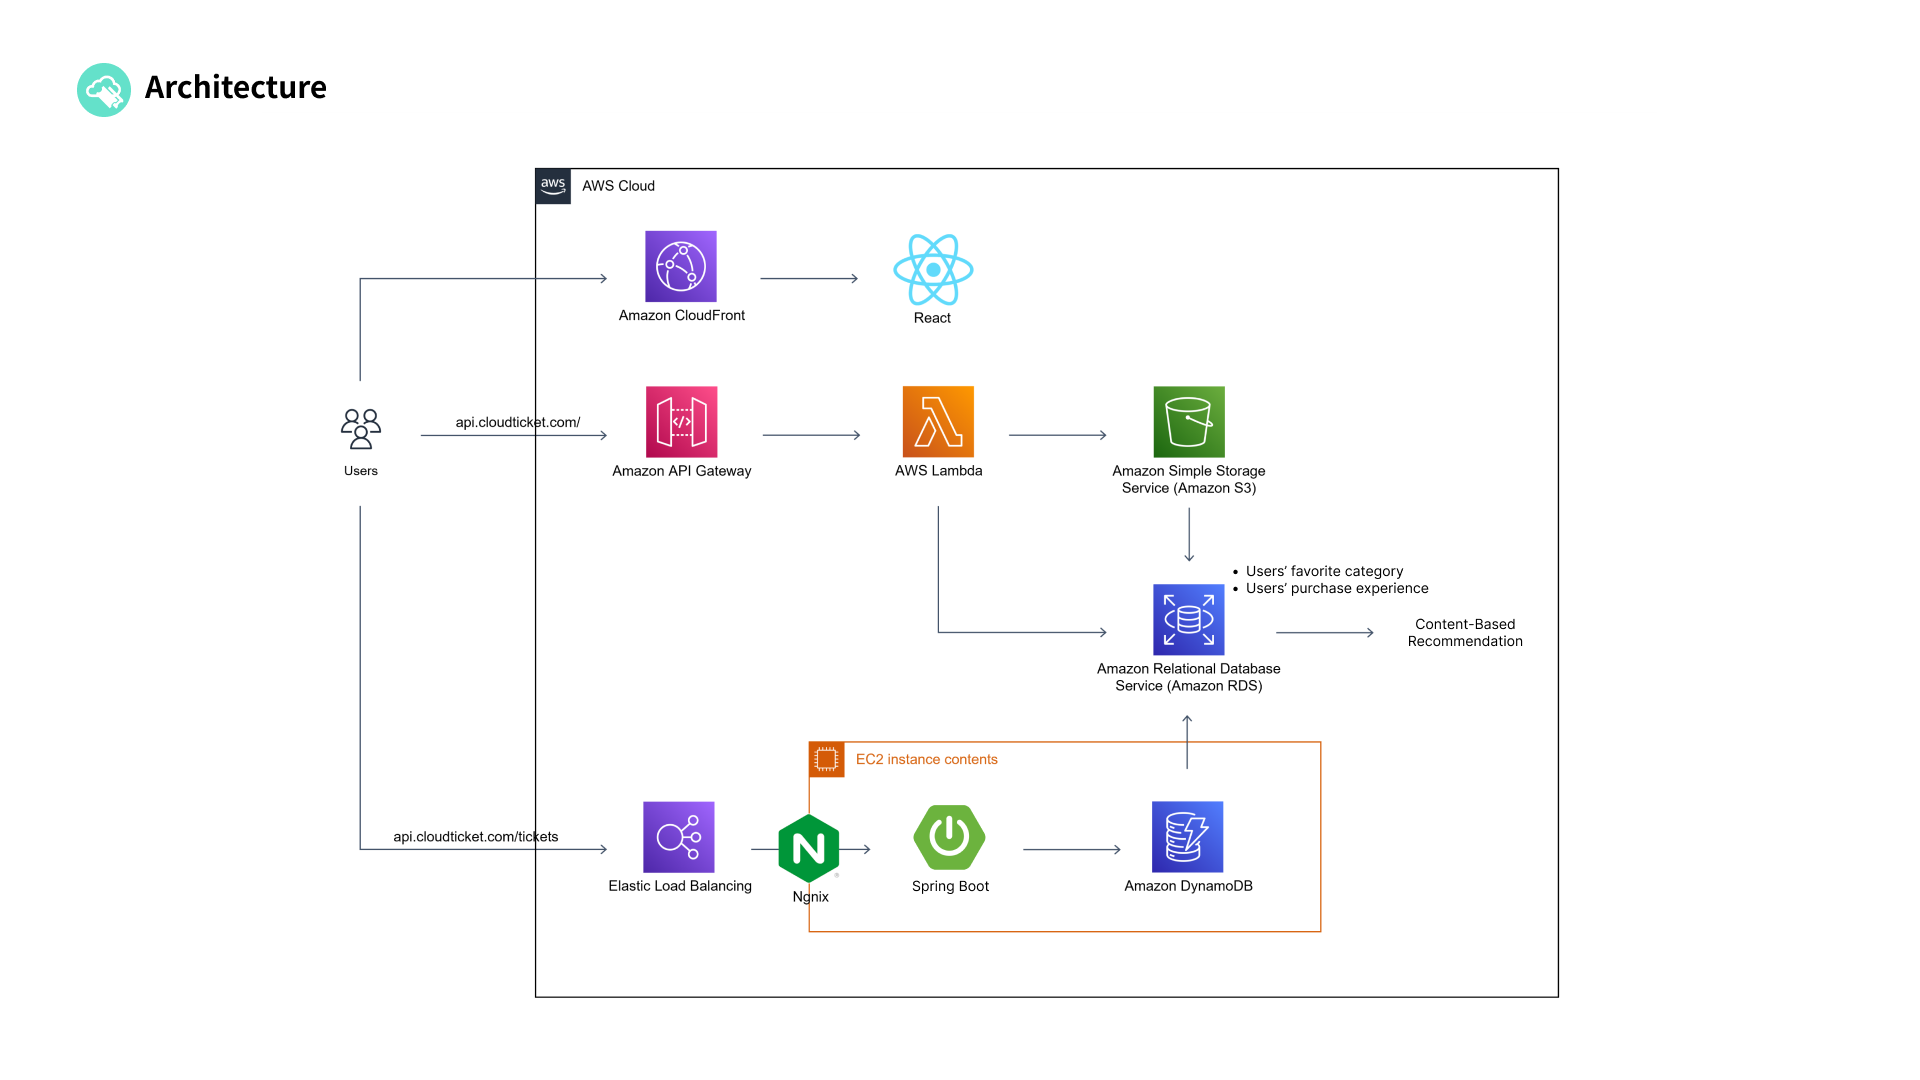 Architecture
aws
AWS Cloud
Amazon CloudFront
React
api.cloudticket.com/
Users
Amazon API Gateway
AWS Lambda
Amazon Simple Storage
Service (Amazon S3)
• Users’ favorite category
• Users’ purchase experience
Content-Based
Recommendation
Amazon Relational Database
Service (Amazon RDS)
EC2 instance contents
api.cloudticket.com/tickets
Elastic Load Balancing
N
®
Ngnix
Spring Boot
Amazon DynamoDB